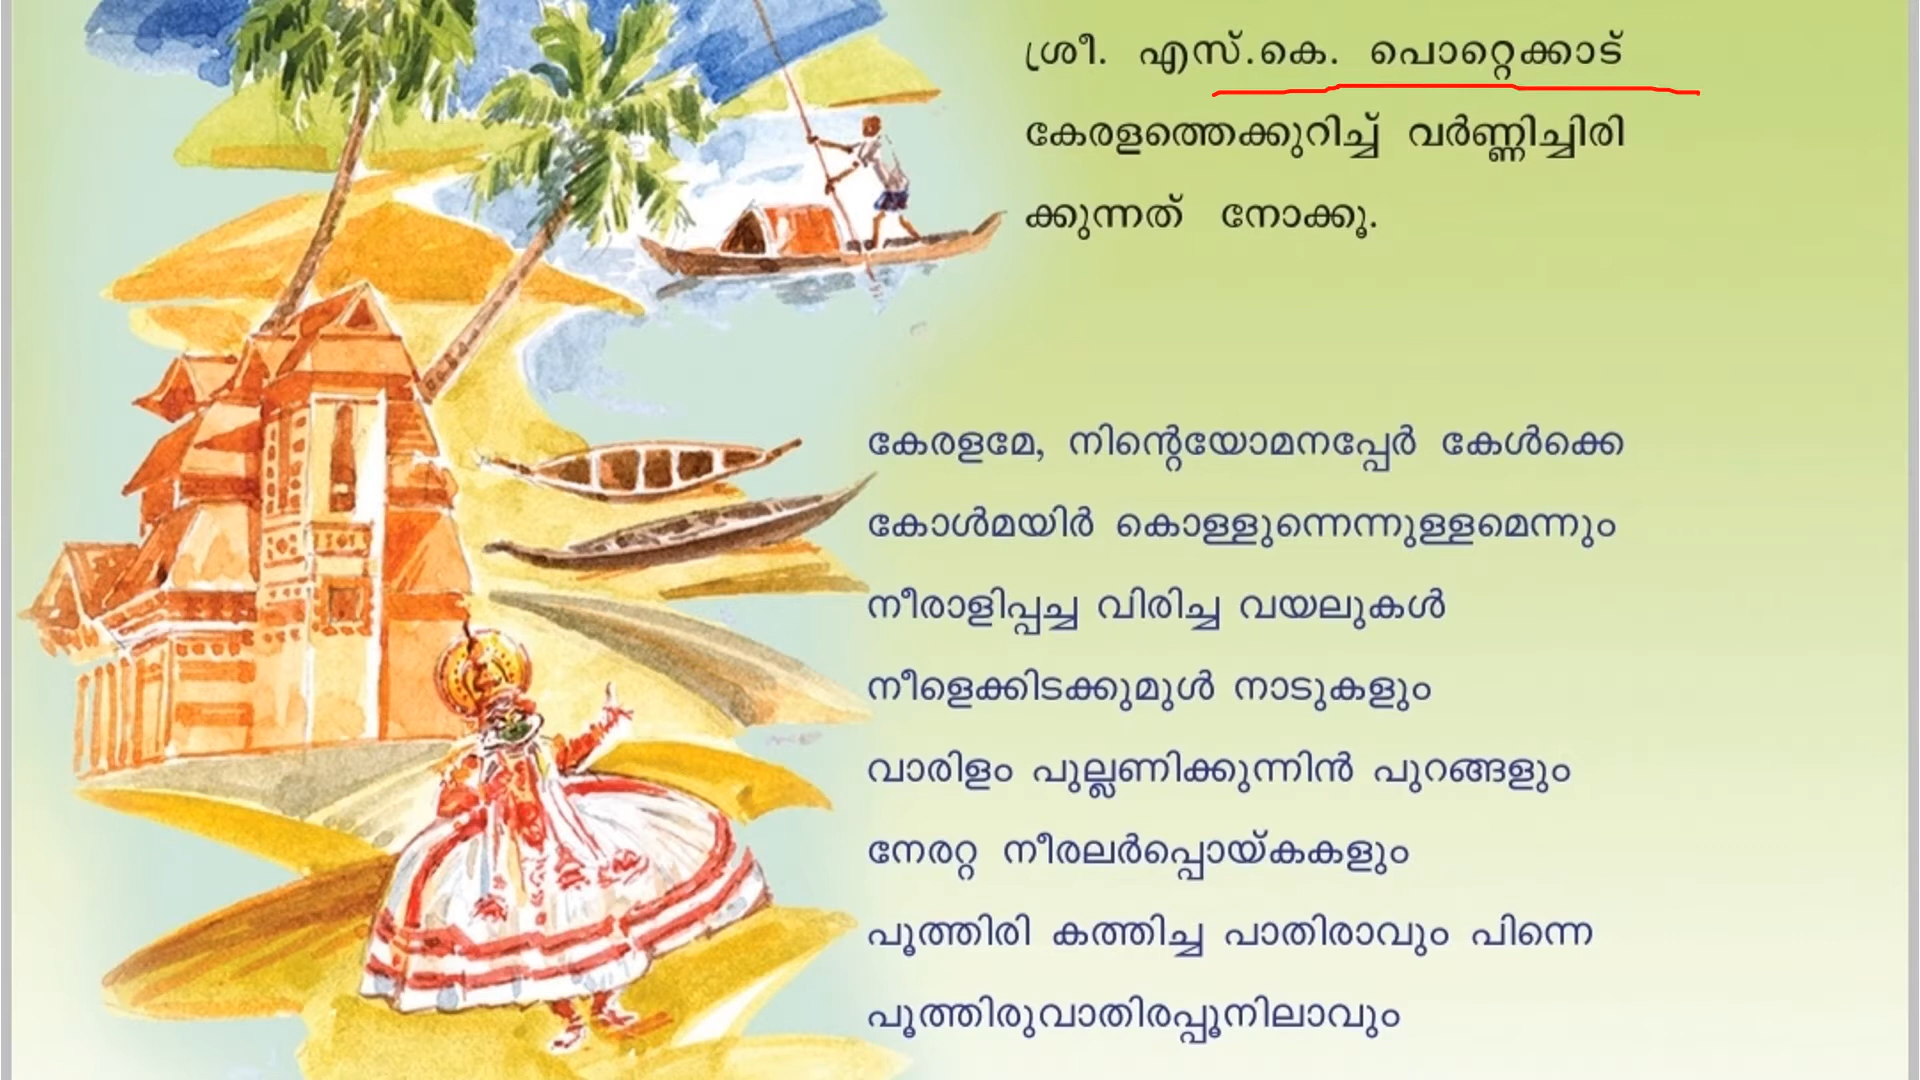 ശ്രീ. എസ്.കെ. പൊറ്റെക്കാട്
കേരളത്തെക്കുറിച്ച് വർണ്ണിച്ചിരി
ക്കുന്നത് നോക്കൂ.
കേരളമേ, നിന്റെയോമനപ്പേർ കേൾക്കെ
കോൾമയിർ കൊള്ളുന്നെന്നുള്ളമെന്നും
നീരാളിപ്പച്ച വിരിച്ച വയലുകൾ
നീളെക്കിടക്കുമുൾ നാടുകളും
വാരിളം പുല്ലണിക്കുന്നിൻ പുറങ്ങളും
നേരറ്റ നീരലർപ്പൊയ്കകളും
പൂത്തിരി കത്തിച്ച പാതിരാവും പിന്നെ
പൂത്തിരുവാതിരപ്പൂനിലാവും